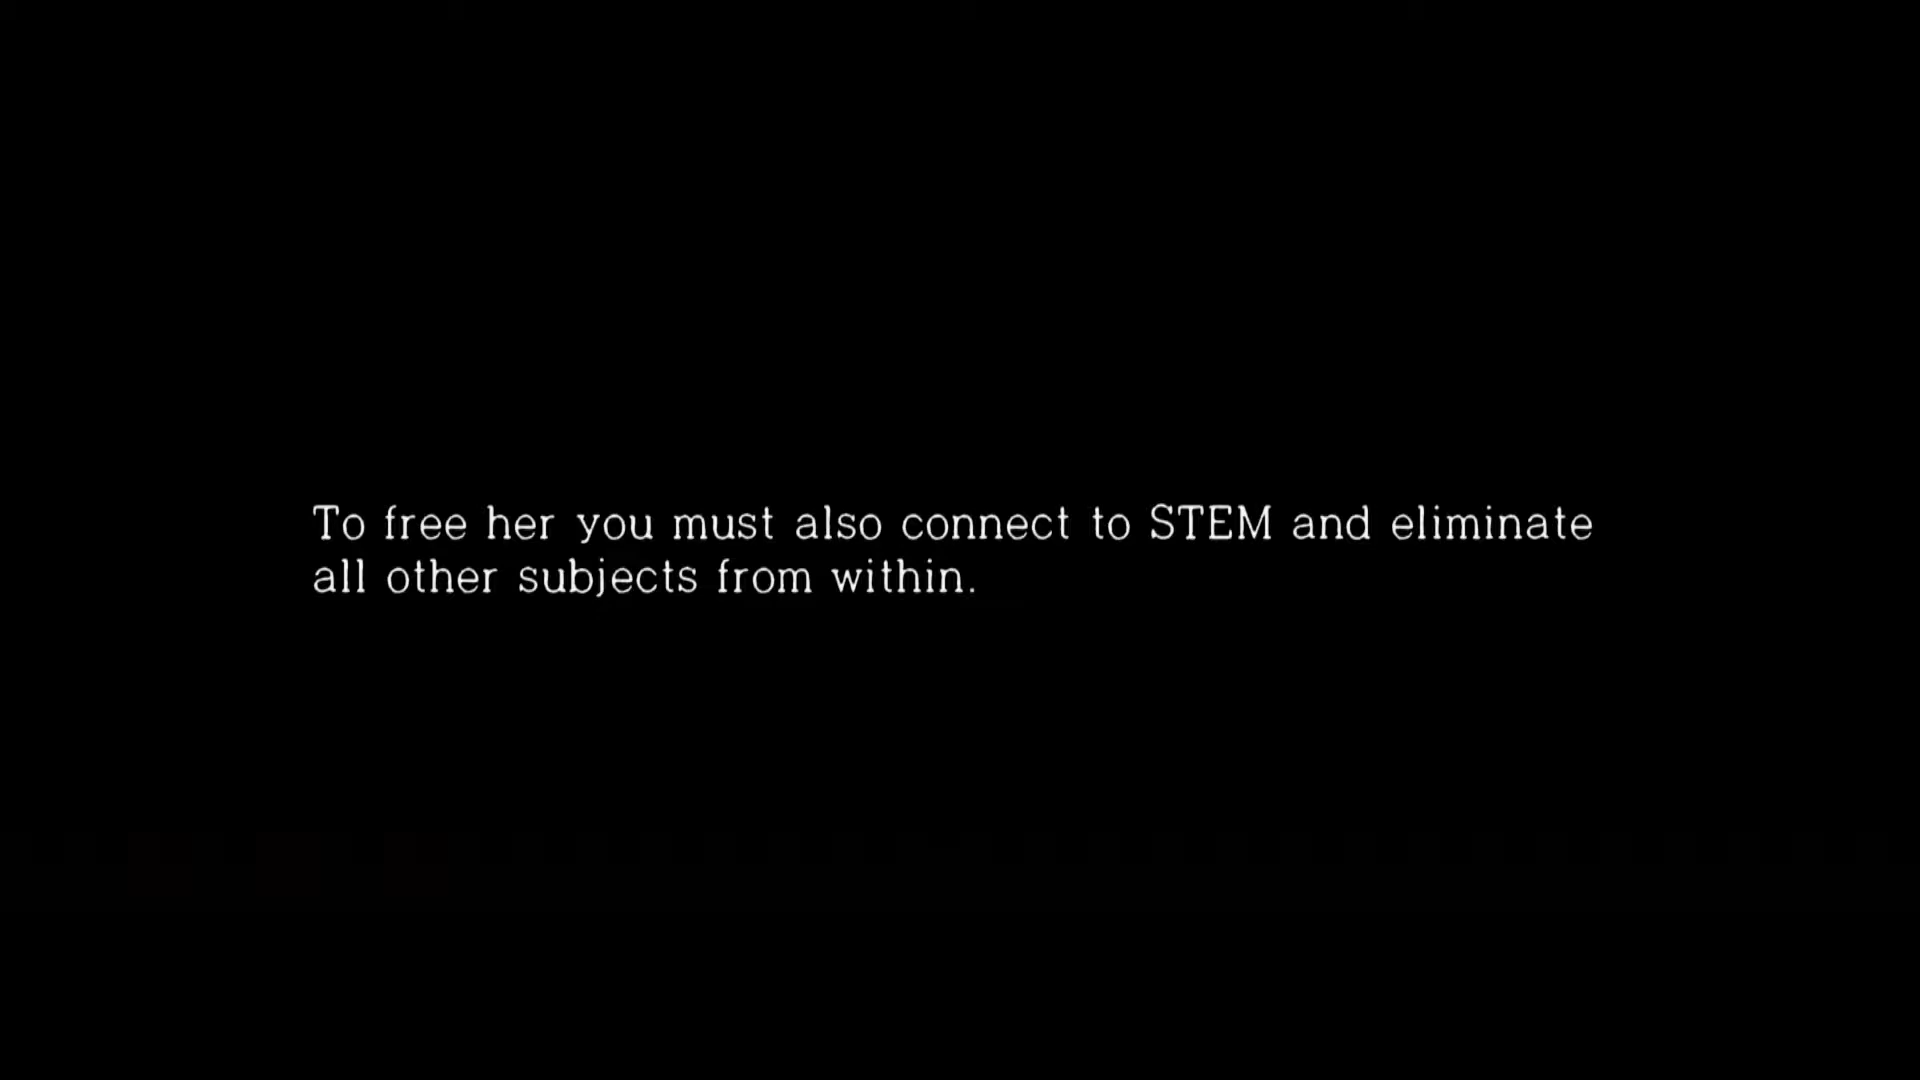 To free her you must also connect to STEM and eliminate
all other subjects from within.